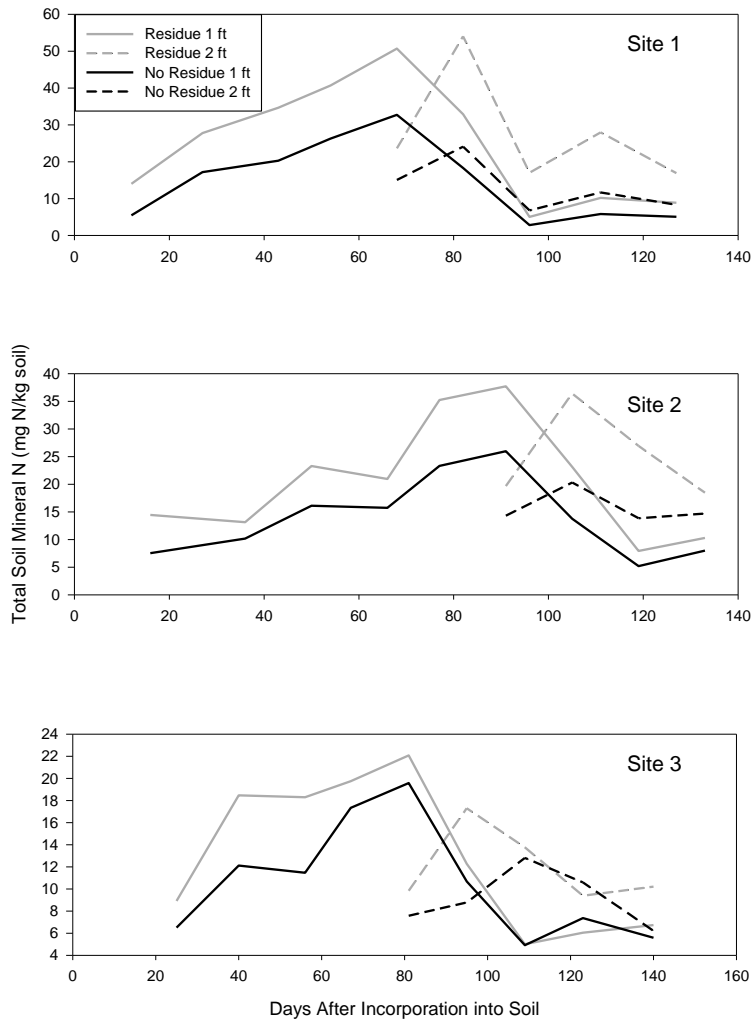 60
50
40
30
20
10
0
Residue 1 ft
Residue 2 ft
No Residue 1 ft
No Residue 2 ft
Site 1
0 20 40 60 80 100 120 140
Total Soil Mineral N (mg N/kg soil)
40
35
30
25
20
15
10
5
0
Site 2
0 20 40 60 80 100 120 140
24
22
20
18
16
14
12
10
8
6
4
Site 3
0 20 40 60 80 100 120 140 160
Days After Incorporation into Soil